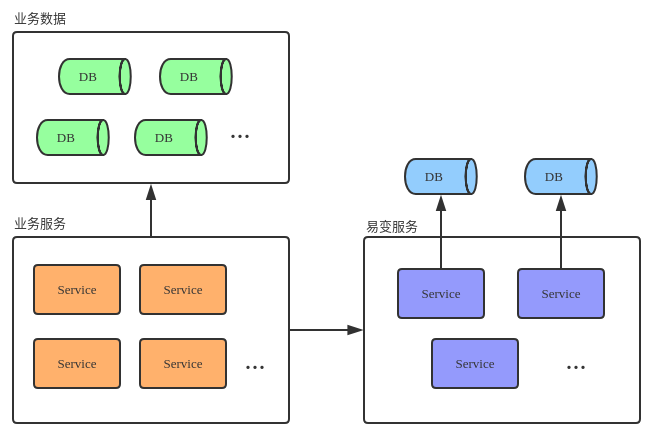 业务数据
DB
DB
DB
DB
...
DB
DB
业务服务
易变服务
Service
Service
Service
Service
Service
Service
...
Service
...